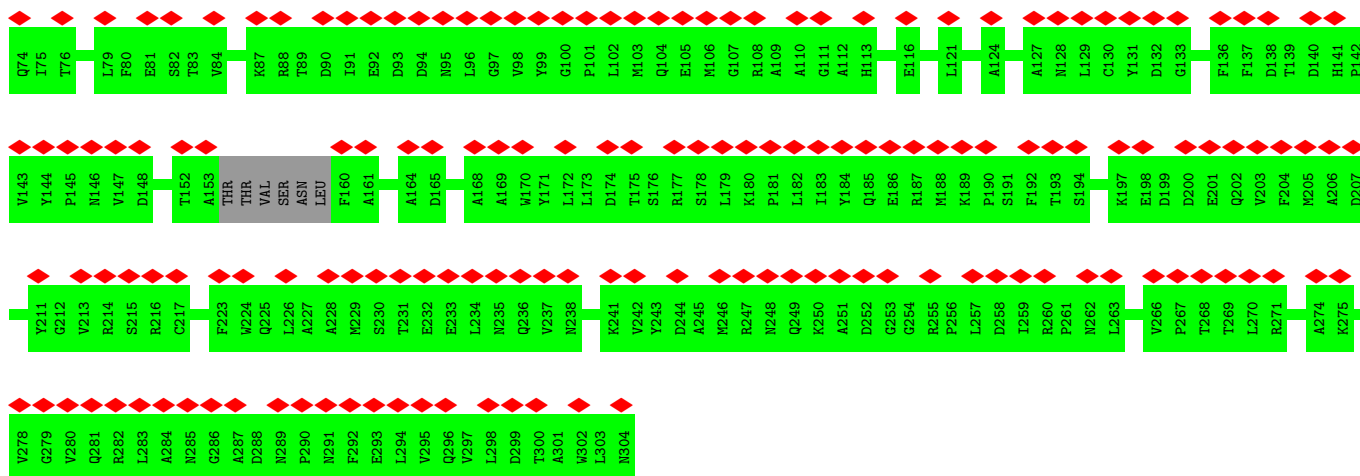 Q74 I75 T76 L79 F80 E81 S82 T83 V84 K87 R88 T89 D90 I91 E92 D93 D94 N95 L96 G97 V98 Y99 G100 P101 L102 M103 Q104 E105 M106 G107 R108 A109 A110 G111 A112 H113 E116 L121 A124 A127 N128 L129 C130 Y131 D132 G133 F136 F137 D138 T139 D140 H141 P142
V143 Y144 P145 N146 V147 D148 T152 A153 THR THR VAL SER ASN LEU F160 A161 A164 D165 A168 A169 W170 Y171 L172 L173 D174 T175 S176 R177 S178 L179 K180 P181 L182 I183 Y184 Q185 E186 R187 M188 K189 P190 S191 F192 T193 S194 K197 E198 D199 D200 E201 Q202 V203 F204 M205 A206 D207
Y211 G212 V213 R214 S215 R216 C217 F223 W224 Q225 L226 A227 A228 M229 S230 T231 E232 E233 L234 N235 Q236 V237 N238 K241 V242 Y243 D244 A245 M246 R247 N248 Q249 K250 A251 D252 G253 G254 R255 P256 L257 D258 I259 R260 P261 N262 L263 V266 P267 T268 T269 L270 R271 A274 K275
V278 G279 V280 Q281 R282 L283 A284 N285 G286 A287 D288 N289 P290 N291 F292 E293 L294 V295 Q296 V297 L298 D299 T300 A301 W302 L303 N304